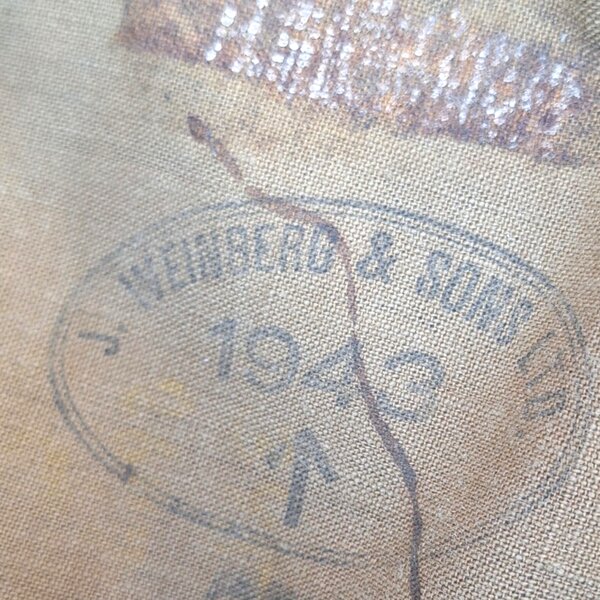 J. WEINBERG & SONS LTD.
1943